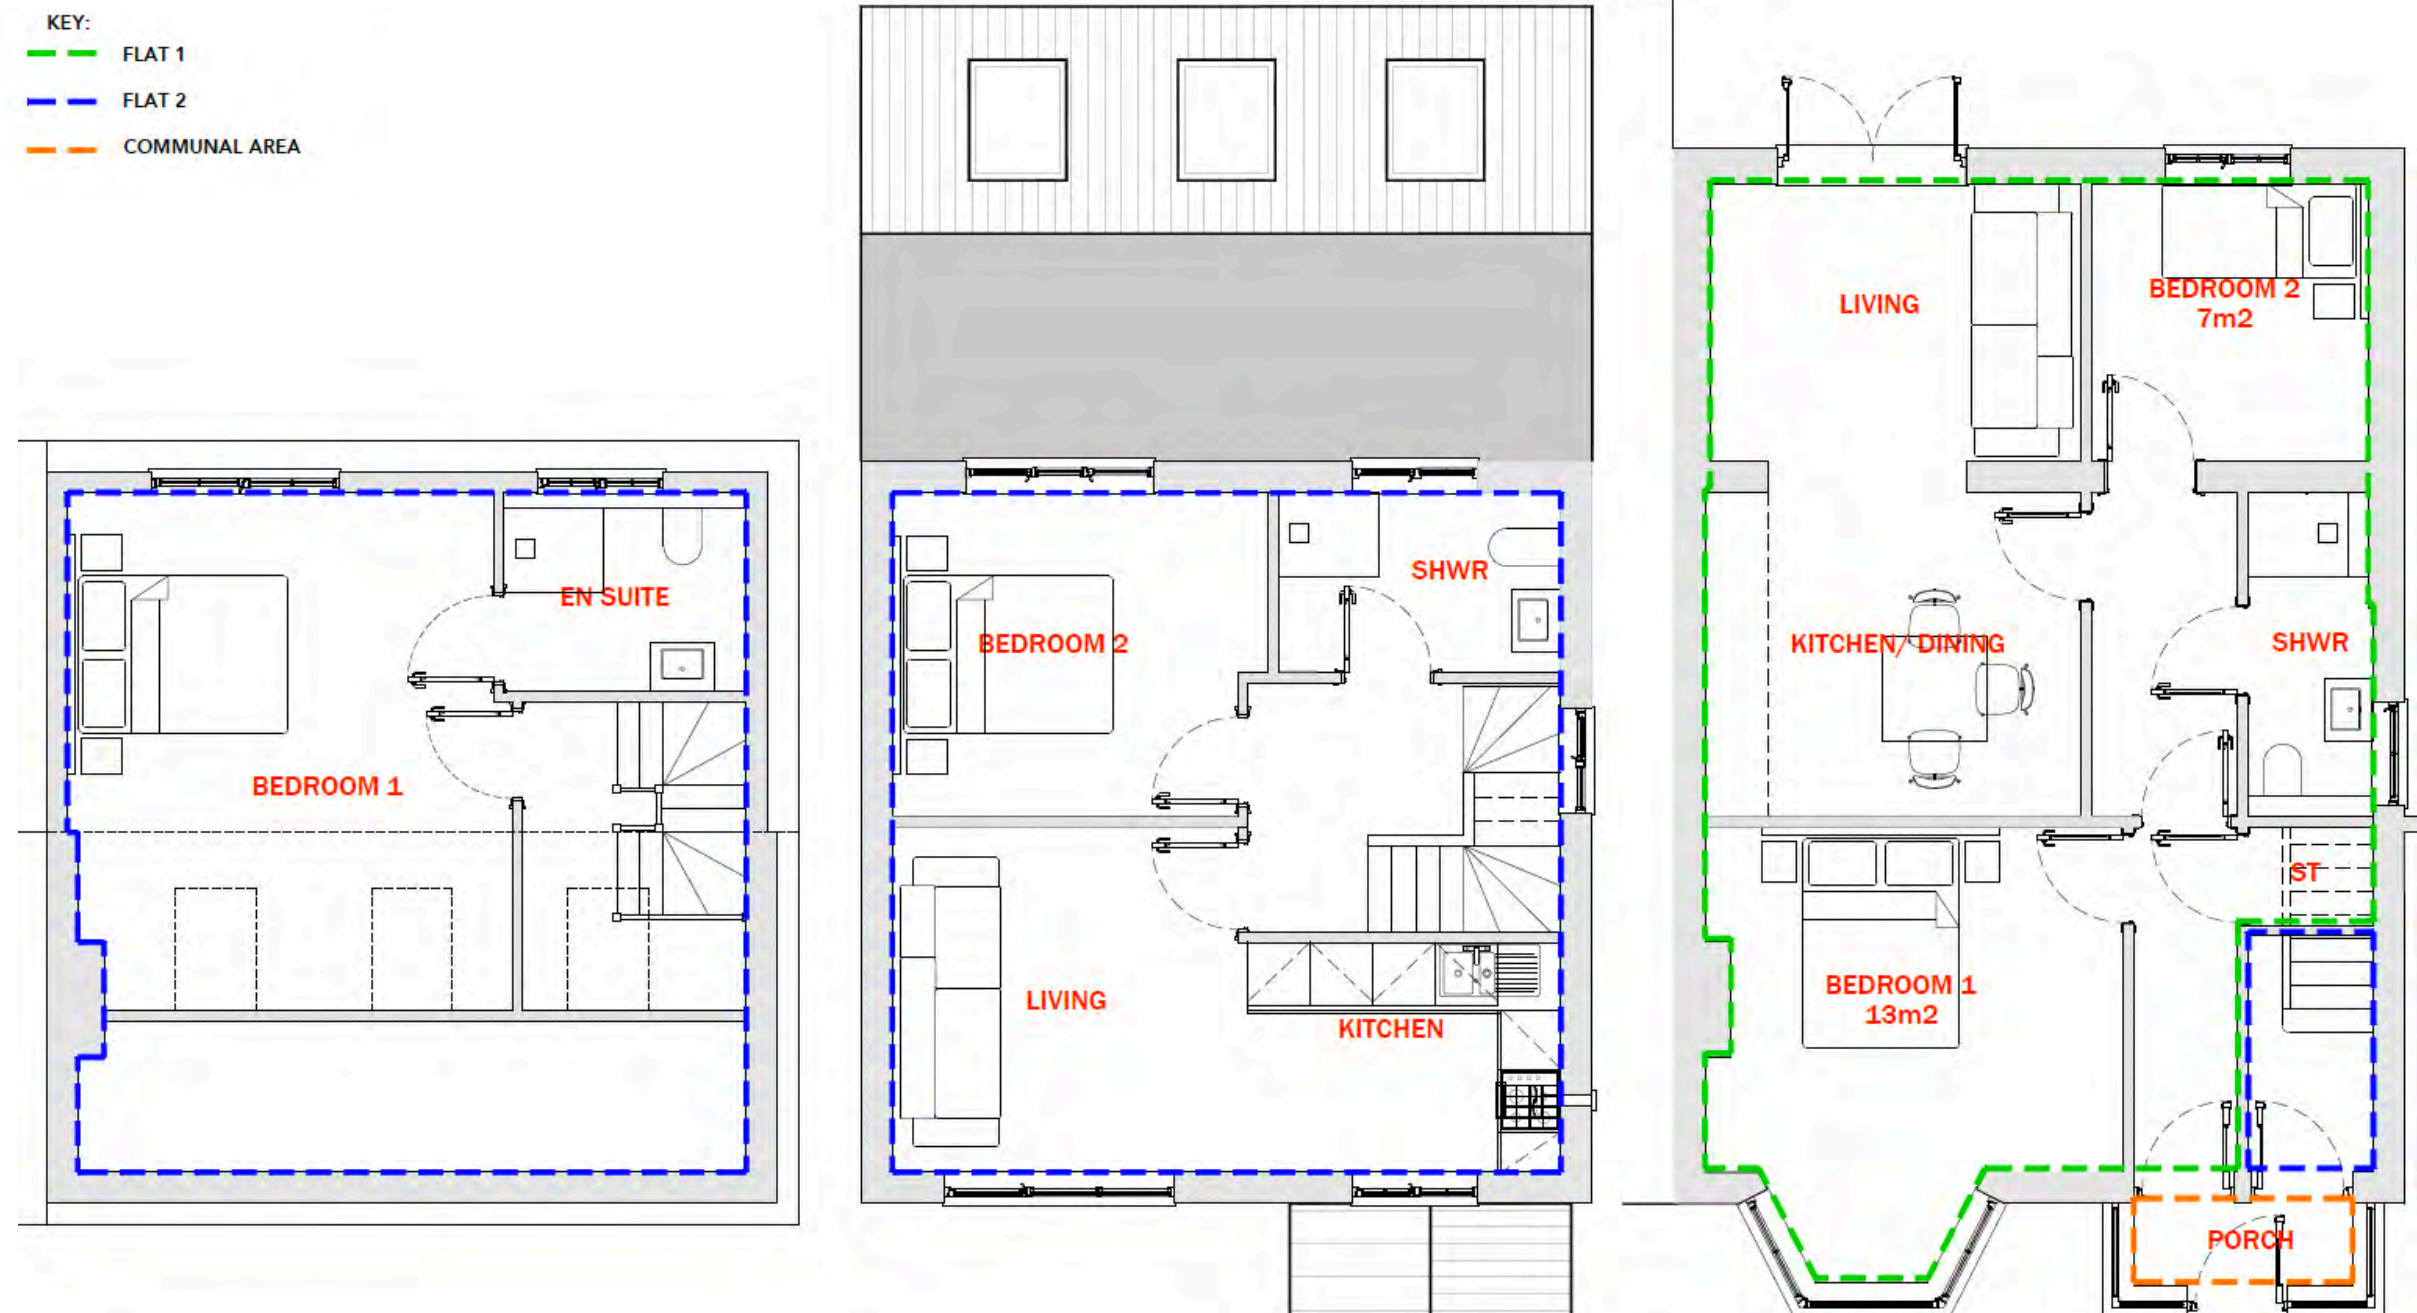 KEY:
FLAT 1
FLAT 2
COMMUNAL AREA
EN SUITE
BEDROOM 1
SHWR
BEDROOM 2
LIVING
KITCHEN
LIVING
BEDROOM 2
7m2
KITCHEN/ DINING
SHWR
ST
BEDROOM 1
13m2
PORCH